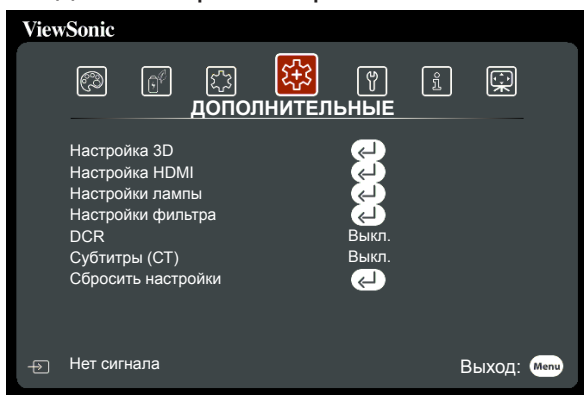 ViewSonic
ДОПОЛНИТЕЛЬНЫЕ
Настройка 3D
Настройка HDMI
Настройки лампы
Настройки фильтра
DCR Выкл.
Субтитры (CT) Выкл.
Сбросить настройки
Нет сигнала Выход: Menu